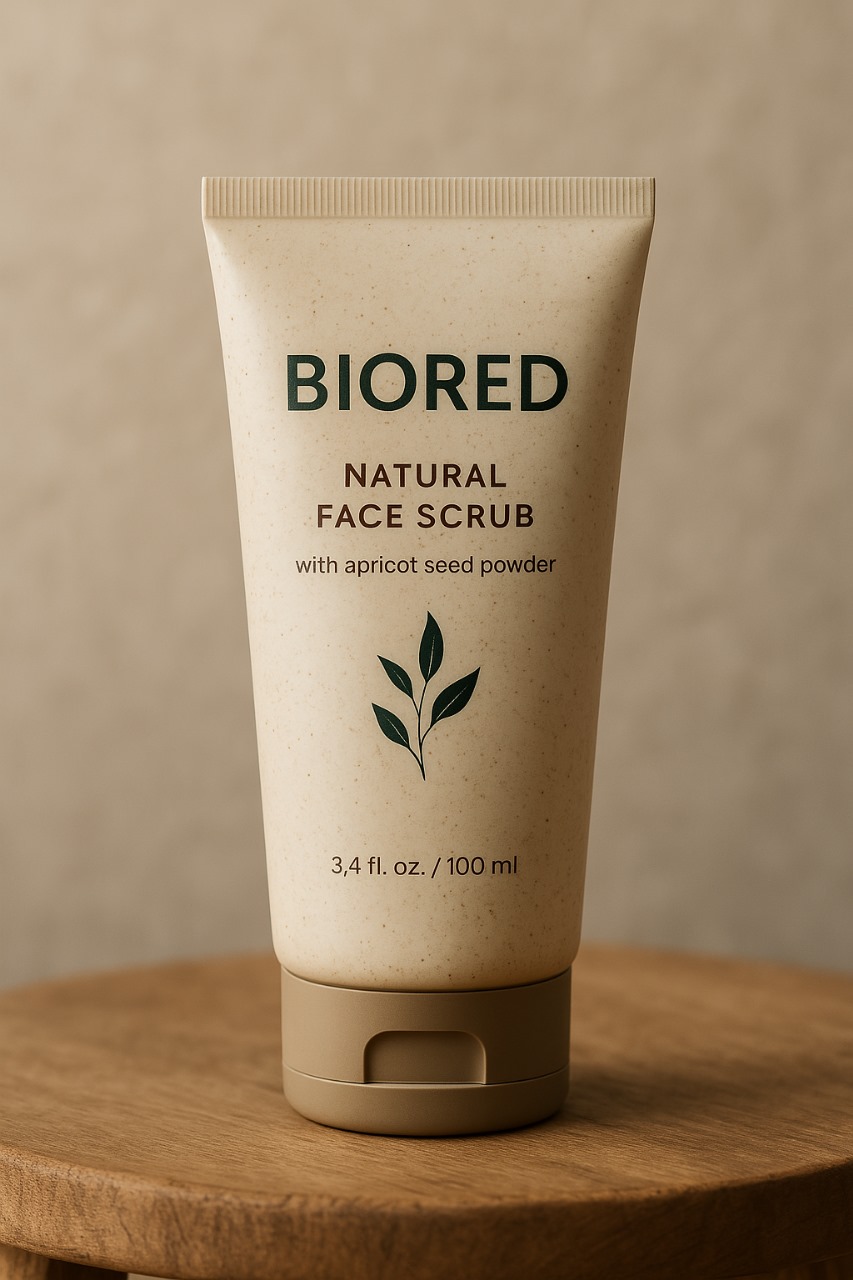 BIORED
NATURAL
FACE SCRUB
with apricot seed powder
3,4 fl. oz. / 100 ml